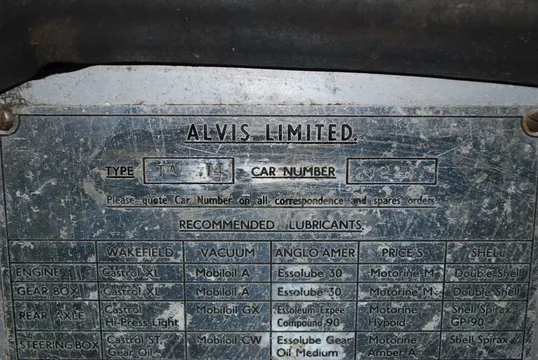 ALVIS LIMITED.
TYPE TA 14 CAR NUMBER
Please quote Car Number on all correspondence and spares orders
RECOMMENDED LUBRICANTS.
WAKEFIELD VACUUM ANGLO AMER PRICE'S SHELL
ENGINE Castrol XL Mobiloil A Essolube 30 Motorine M Double Shell
GEAR BOX Castrol XL Mobiloil A Essolube 30 Motorine M Double Shell
REAR AXLE Castrol Hi-Press Light Mobiloil GX Essoleum Expee Compound 90 Motorine Hypoid Shell Spirax GP 90
STEERING BOX Castrol ST. Gear Oil Mobiloil CW Essolube Gear Oil Medium Motorine Amber A Shell Spirax